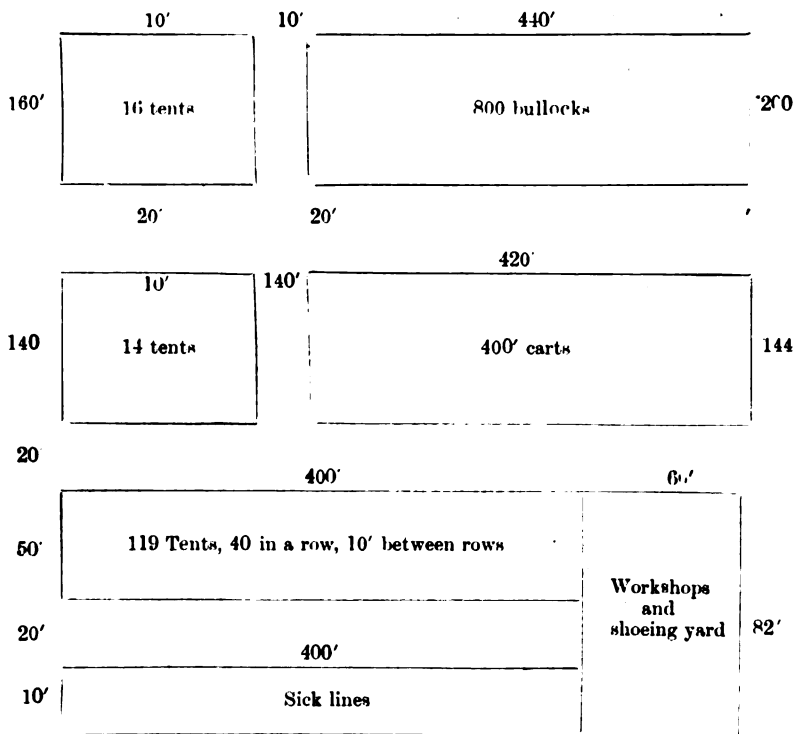 10′ 10′ 440′
160′ 16 tents 800 bullocks 200
20′ 20′
420′
10′ 140′
140 14 tents 400′ carts 144
20
400′
50′ 119 Tents, 40 in a row, 10′ between rows
Workshops
and
20′ shoeing yard 82′
400′
10′ Sick lines